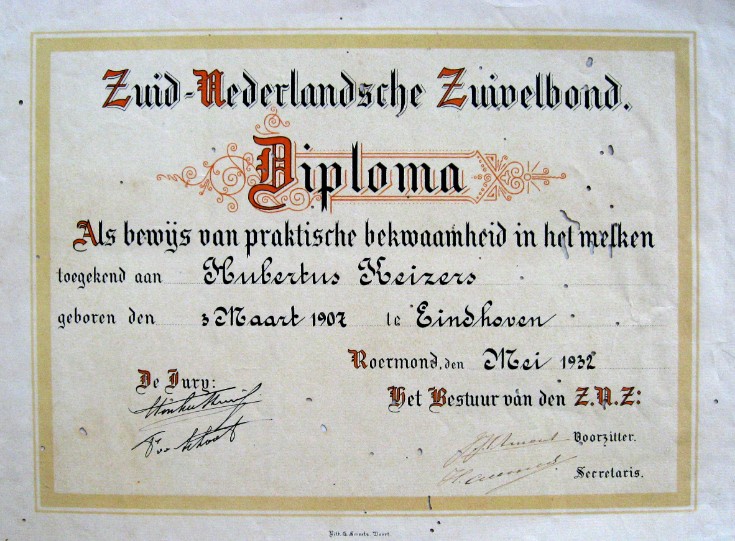 Zuid-Nederlandsche Zuivelbond.
Diploma
Als bewijs van praktische bekwaamheid in het melken
toegekend aan Hubertus Keizers
geboren den 3 Maart 1907 te Eindhoven
Roermond, den Mei 1932
De Jury:
Het Bestuur van den Z.N.Z:
Voorzitter.
Secretaris.